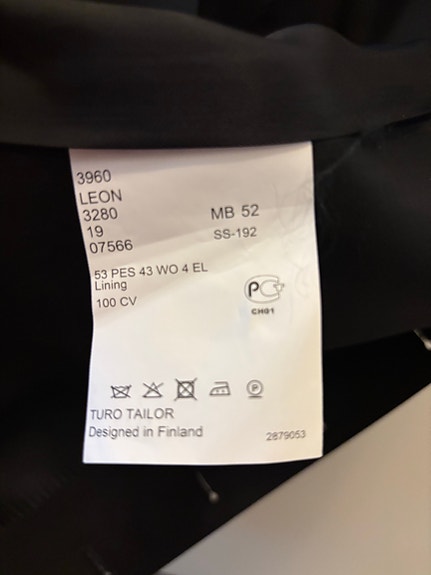 3960
LEON
3280 MB 52
19 SS-192
07566
53 PES 43 WO 4 EL
Lining
100 CV
PCT
CH01
P
TURO TAILOR
Designed in Finland 2879053